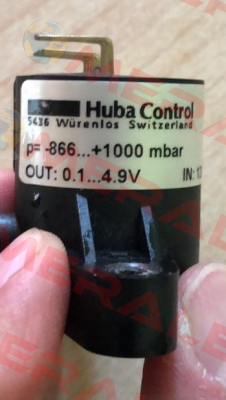 Huba Control
5436 Würenlos Switzerland
p= -866...+1000 mbar
OUT: 0.1...4.9V IN: